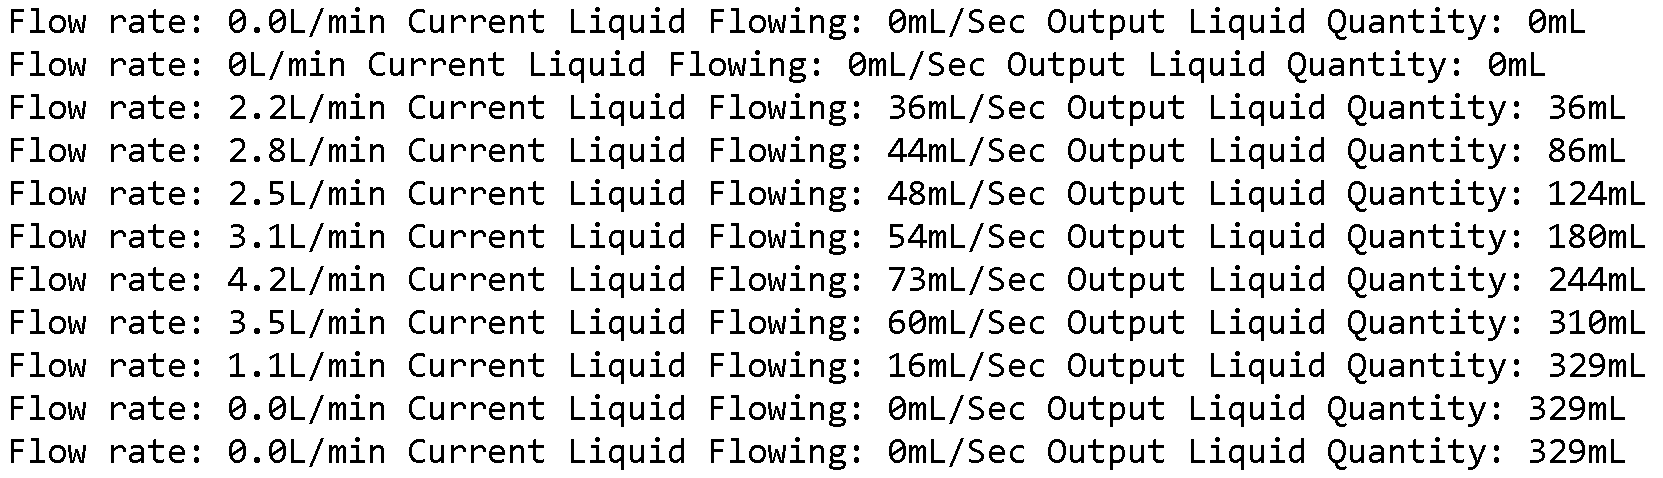 Flow rate: 0.0L/min Current Liquid Flowing: 0mL/Sec Output Liquid Quantity: 0mL
Flow rate: 0L/min Current Liquid Flowing: 0mL/Sec Output Liquid Quantity: 0mL
Flow rate: 2.2L/min Current Liquid Flowing: 36mL/Sec Output Liquid Quantity: 36mL
Flow rate: 2.8L/min Current Liquid Flowing: 44mL/Sec Output Liquid Quantity: 86mL
Flow rate: 2.5L/min Current Liquid Flowing: 48mL/Sec Output Liquid Quantity: 124mL
Flow rate: 3.1L/min Current Liquid Flowing: 54mL/Sec Output Liquid Quantity: 180mL
Flow rate: 4.2L/min Current Liquid Flowing: 73mL/Sec Output Liquid Quantity: 244mL
Flow rate: 3.5L/min Current Liquid Flowing: 60mL/Sec Output Liquid Quantity: 310mL
Flow rate: 1.1L/min Current Liquid Flowing: 16mL/Sec Output Liquid Quantity: 329mL
Flow rate: 0.0L/min Current Liquid Flowing: 0mL/Sec Output Liquid Quantity: 329mL
Flow rate: 0.0L/min Current Liquid Flowing: 0mL/Sec Output Liquid Quantity: 329mL